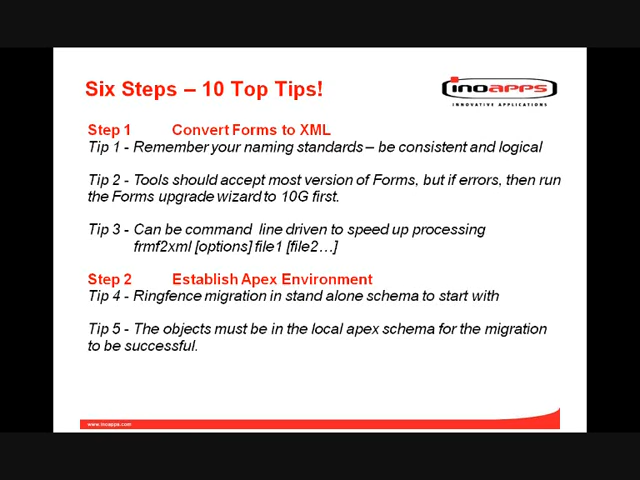 Six Steps – 10 Top Tips!
inoapps
INNOVATIVE APPLICATIONS
Step 1 Convert Forms to XML
Tip 1 - Remember your naming standards – be consistent and logical
Tip 2 - Tools should accept most version of Forms, but if errors, then run
the Forms upgrade wizard to 10G first.
Tip 3 - Can be command line driven to speed up processing
frmf2xml [options] file1 [file2…]
Step 2 Establish Apex Environment
Tip 4 - Ringfence migration in stand alone schema to start with
Tip 5 - The objects must be in the local apex schema for the migration
to be successful.
www.inoapps.com